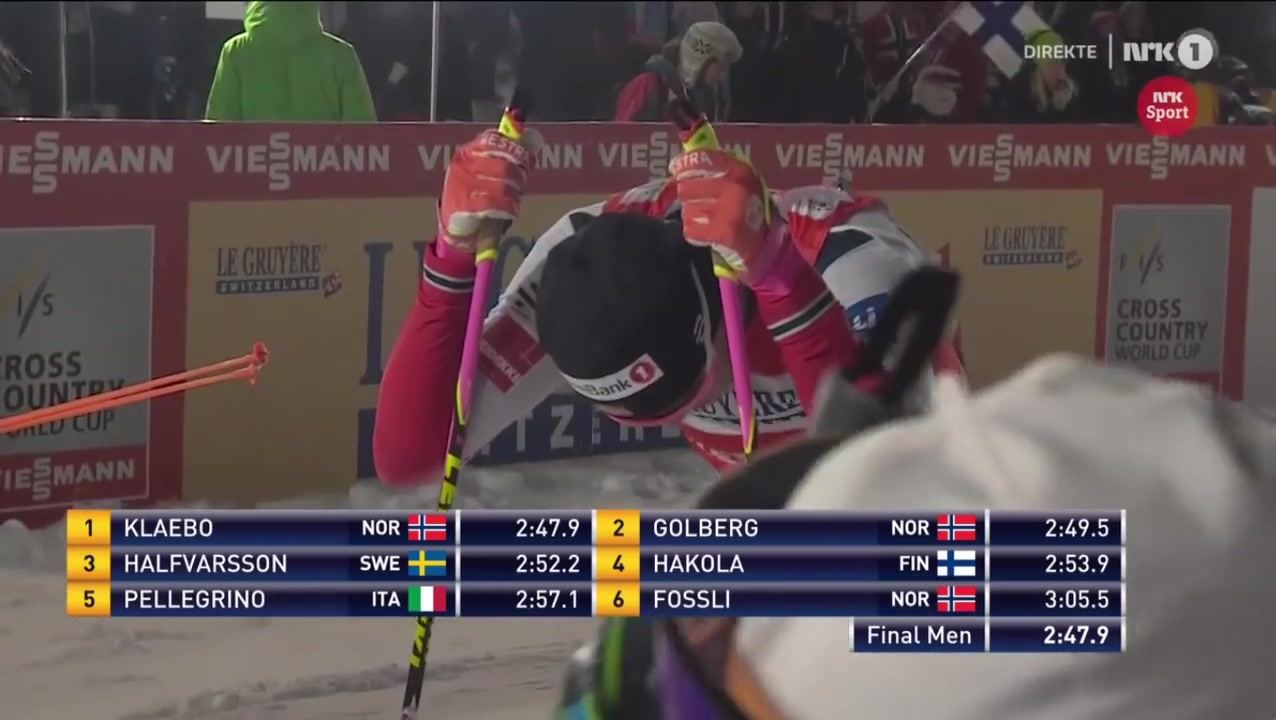 DIREKTE | nrk 1
nrk
Sport
VIESSMANN VIESSMANN VIESSMANN VIESSMANN VIESSMANN
LE GRUYÈRE
SWITZERLAND
LE GRUYÈRE
SWITZERLAND
FIS
CROSS
COUNTRY
WORLD CUP
CROSS
COUNTRY
WORLD CUP
VIESSMANN
Bank 1
1 KLAEBO NOR 2:47.9 2 GOLBERG NOR 2:49.5
3 HALFVARSSON SWE 2:52.2 4 HAKOLA FIN 2:53.9
5 PELLEGRINO ITA 2:57.1 6 FOSSLI NOR 3:05.5
Final Men 2:47.9